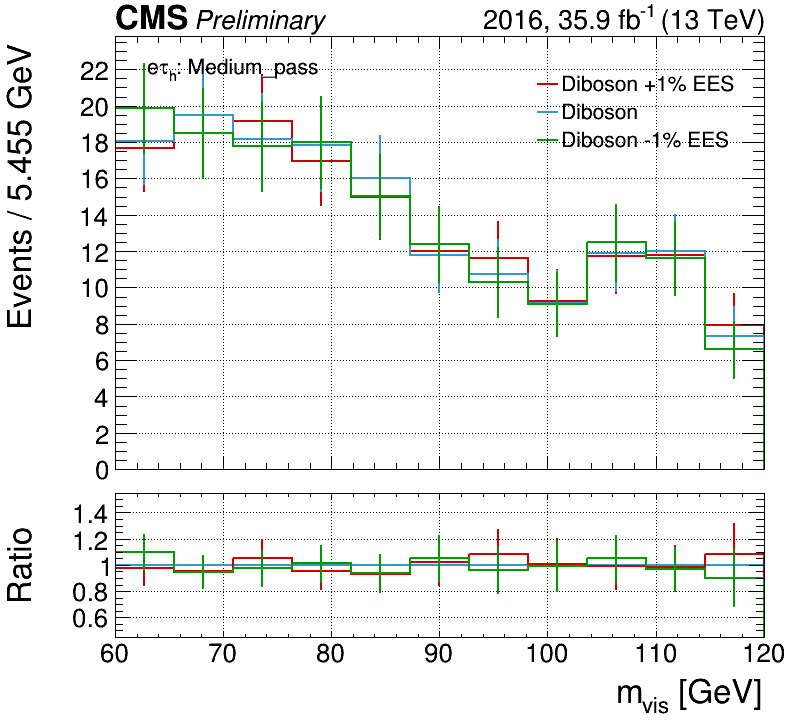 CMS Preliminary 2016, 35.9 fb⁻¹ (13 TeV)
eτₕ: Medium_pass
Diboson +1% EES
Diboson
Diboson -1% EES
Events / 5.455 GeV
22
20
18
16
14
12
10
8
6
4
2
0
Ratio
1.4
1.2
1
0.8
0.6
60 70 80 90 100 110 120
m_vis [GeV]